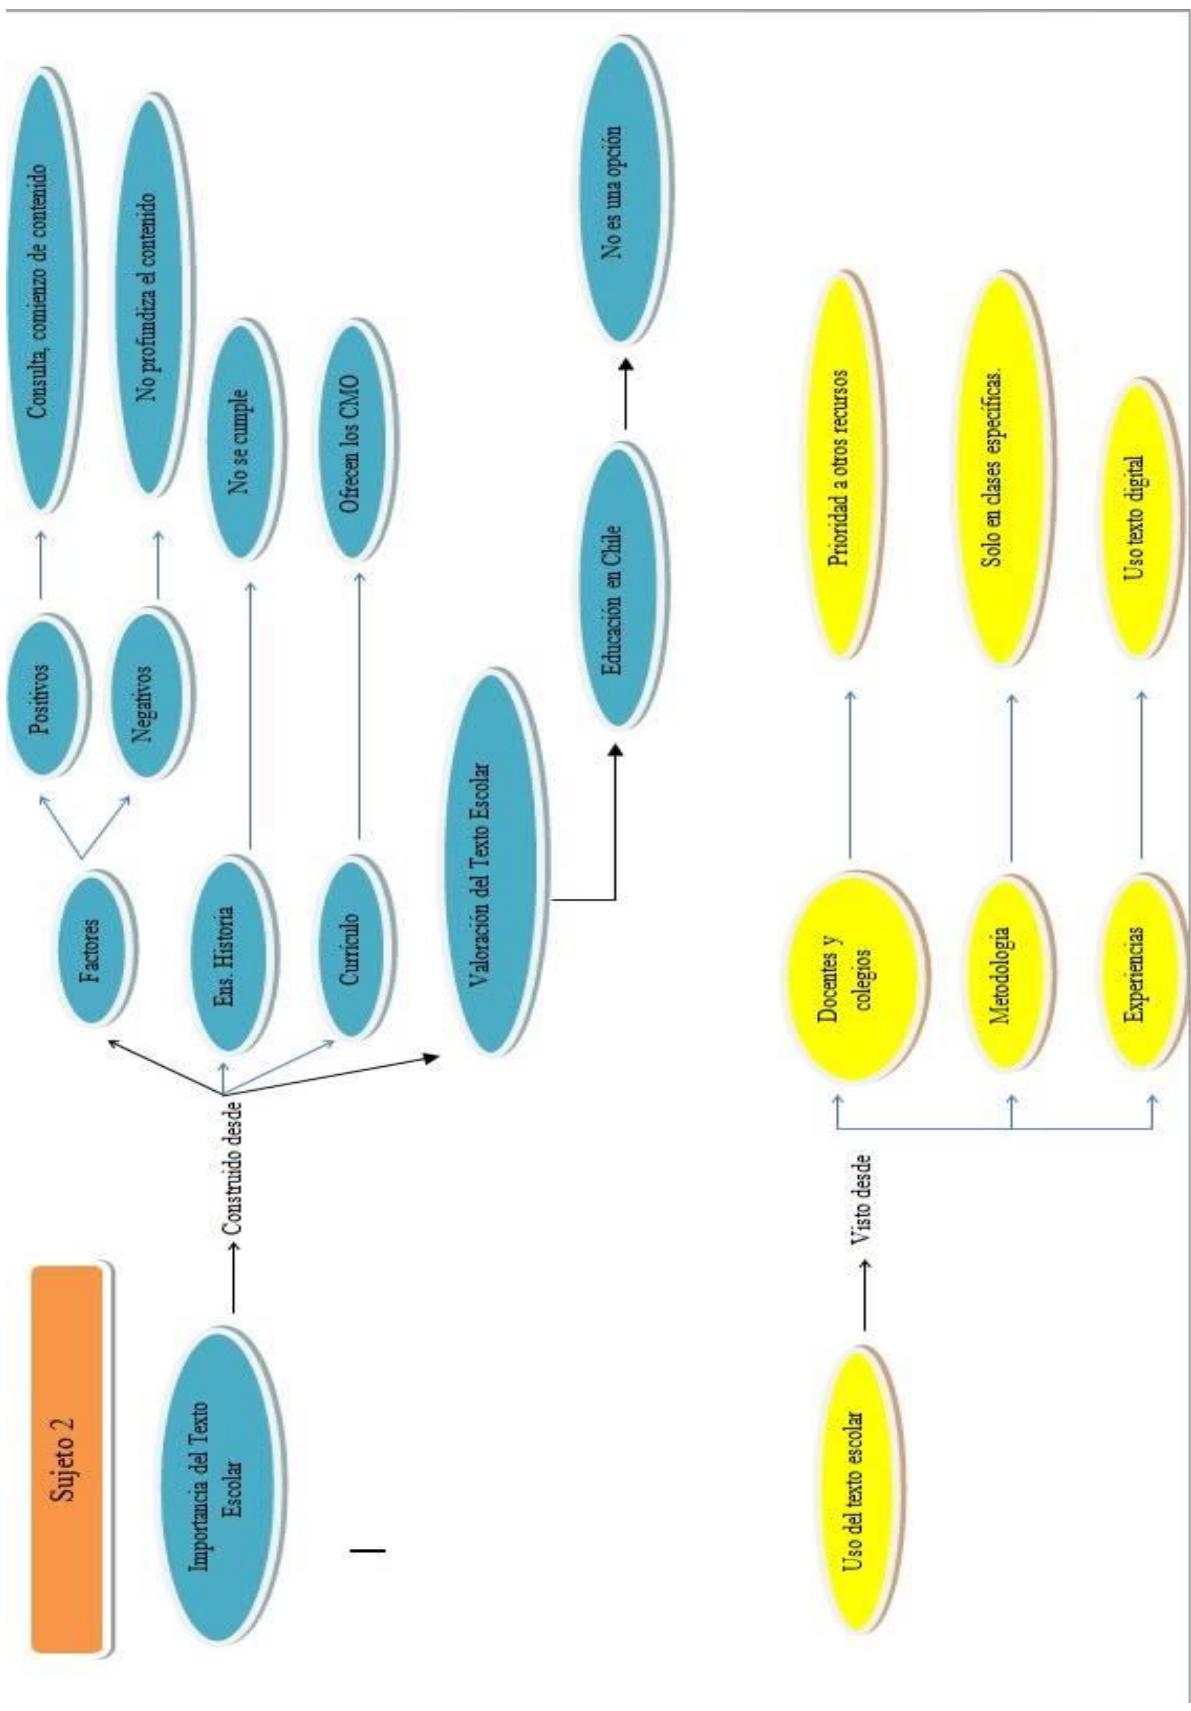 Sujeto 2
Importancia del Texto
Escolar
Construido desde
Factores
Positivos
Consulta, comienzo de contenido
Negativos
No profundiza el contenido
Ens. Historia
No se cumple
Currículo
Ofrecen los CMO
Valoración del Texto Escolar
Educación en Chile
No es una opción
Uso del texto escolar
Visto desde
Docentes y
colegios
Prioridad a otros recursos
Metodología
Solo en clases específicas.
Experiencias
Uso texto digital